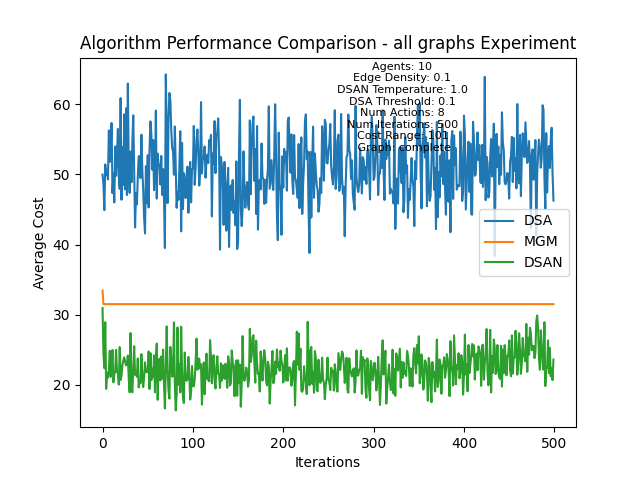 Algorithm Performance Comparison - all graphs Experiment
Agents: 10
Edge Density: 0.1
DSAN Temperature: 1.0
DSA Threshold: 0.1
Num Actions: 8
Num Iterations: 500
Cost Range: 101
Graph: complete
60
50
40
30
20
Average Cost
DSA
MGM
DSAN
0
100
200
300
400
500
Iterations